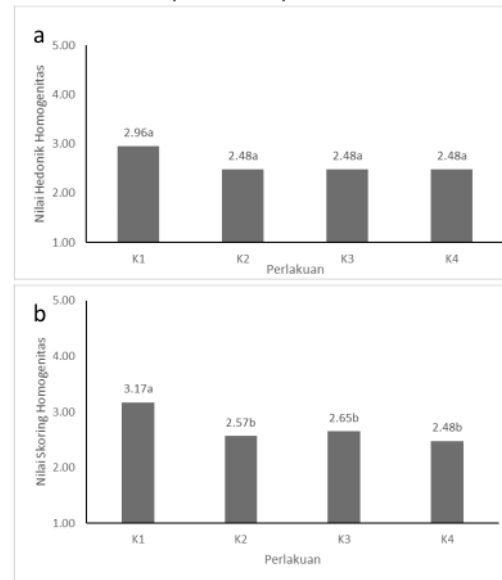 a
Nilai Hedonik Homogenitas
5.00
4.00
3.00
2.00
1.00
2.96a
2.48a
2.48a
2.48a
K1
K2
K3
K4
Perlakuan
b
Nilai Skoring Homogenitas
5.00
4.00
3.00
2.00
1.00
3.17a
2.57b
2.65b
2.48b
K1
K2
K3
K4
Perlakuan